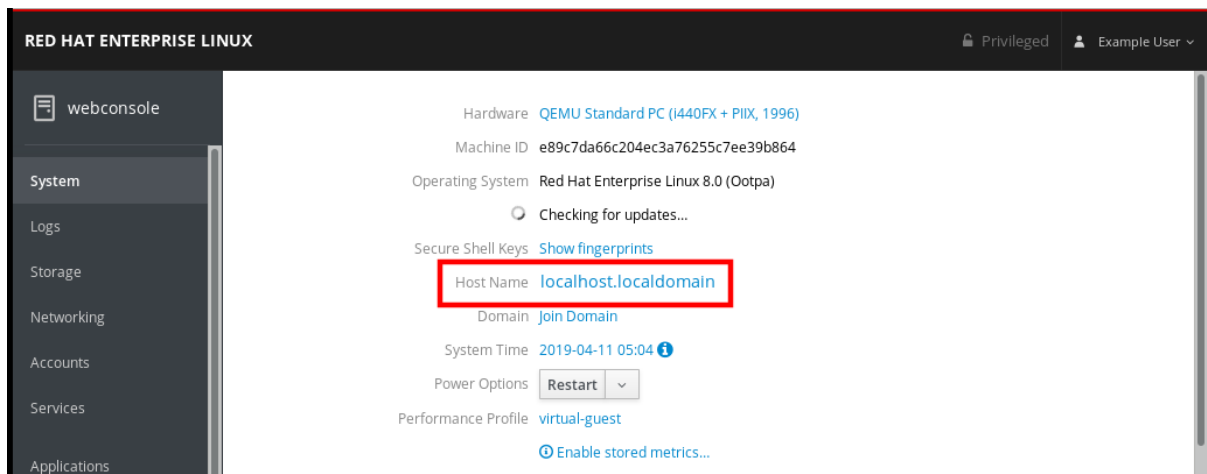 RED HAT ENTERPRISE LINUX
Privileged
Example User
webconsole
System
Logs
Storage
Networking
Accounts
Services
Applications
Hardware QEMU Standard PC (i440FX + PIIX, 1996)
Machine ID e89c7da66c204ec3a76255c7ee39b864
Operating System Red Hat Enterprise Linux 8.0 (Ootpa)
Checking for updates...
Secure Shell Keys Show fingerprints
Host Name localhost.localdomain
Domain Join Domain
System Time 2019-04-11 05:04
Power Options Restart
Performance Profile virtual-guest
Enable stored metrics...